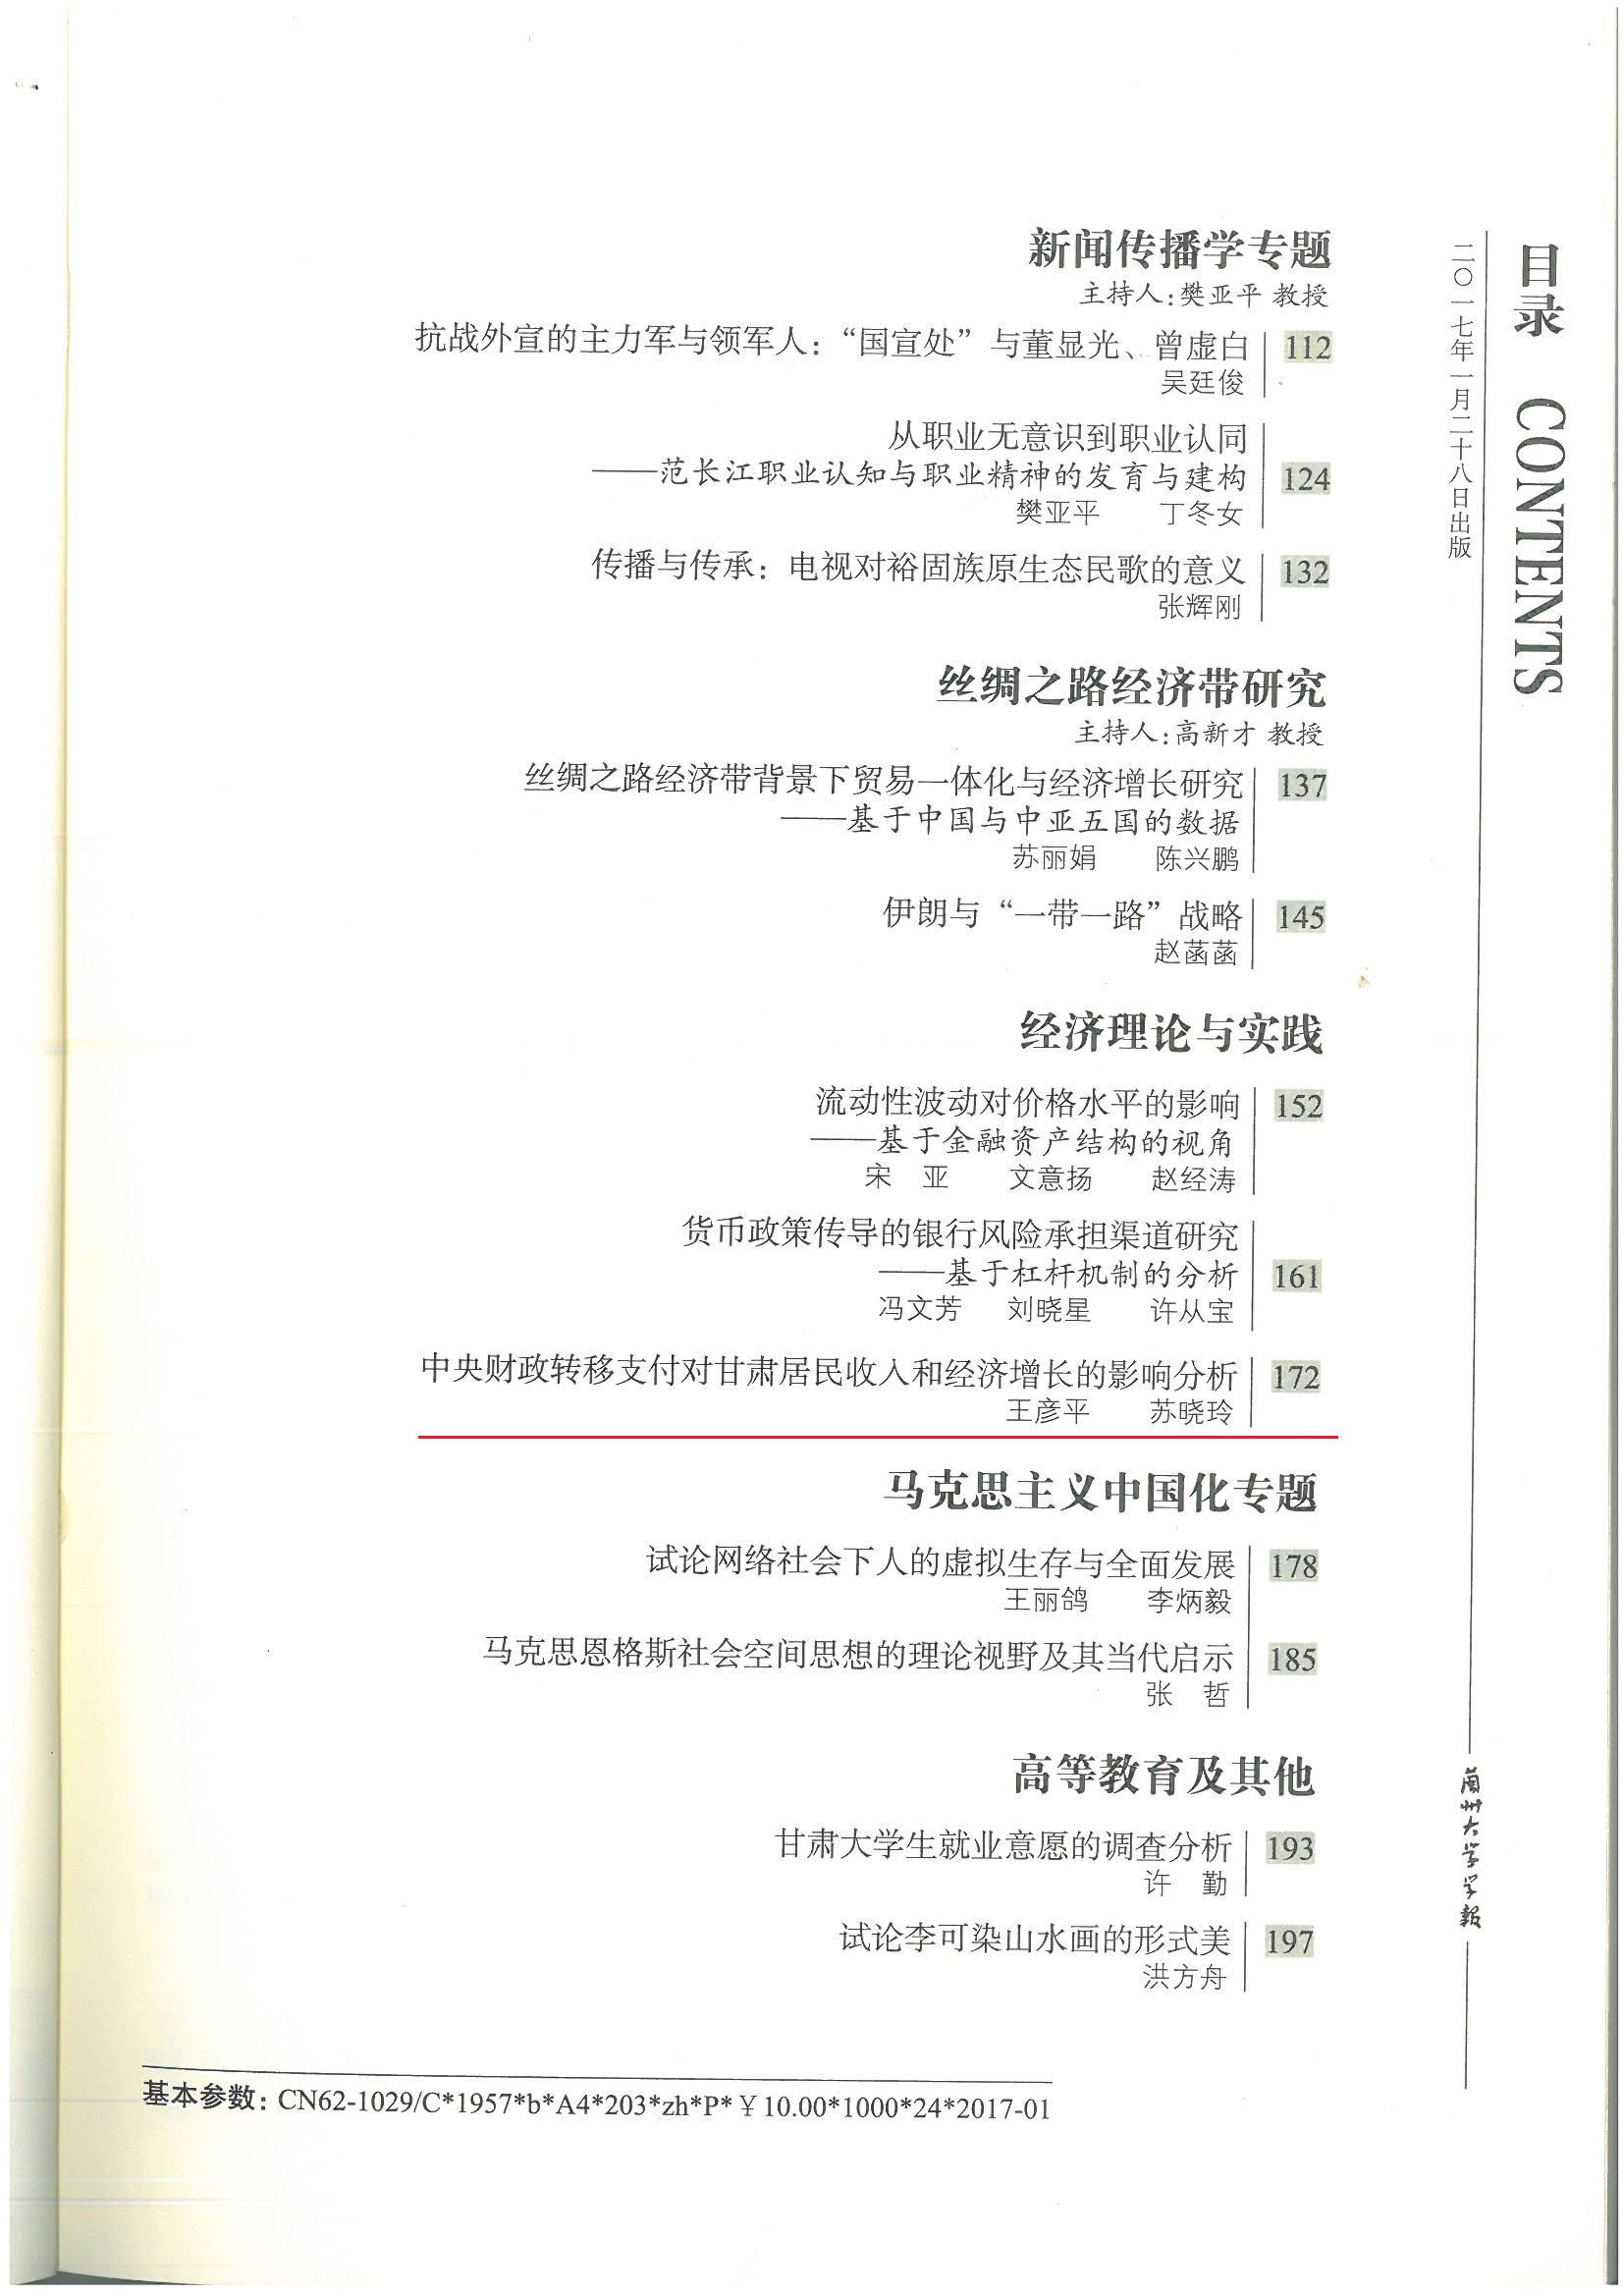 目录 CONTENTS
二〇一七年一月二十八日出版
新闻传播学专题
主持人:樊亚平 教授
抗战外宣的主力军与领军人：“国宣处”与董显光、曾虚白 112
吴廷俊
从职业无意识到职业认同
——范长江职业认知与职业精神的发育与建构 124
樊亚平 丁冬女
传播与传承：电视对裕固族原生态民歌的意义 132
张辉刚
丝绸之路经济带研究
主持人:高新才 教授
丝绸之路经济带背景下贸易一体化与经济增长研究 137
——基于中国与中亚五国的数据
苏丽娟 陈兴鹏
伊朗与“一带一路”战略 145
赵菡菡
经济理论与实践
流动性波动对价格水平的影响 152
——基于金融资产结构的视角
宋 亚 文意扬 赵经涛
货币政策传导的银行风险承担渠道研究
——基于杠杆机制的分析 161
冯文芳 刘晓星 许从宝
中央财政转移支付对甘肃居民收入和经济增长的影响分析 172
王彦平 苏晓玲
马克思主义中国化专题
试论网络社会下人的虚拟生存与全面发展 178
王丽鸽 李炳毅
马克思恩格斯社会空间思想的理论视野及其当代启示 185
张 哲
高等教育及其他
甘肃大学生就业意愿的调查分析 193
许 勤
试论李可染山水画的形式美 197
洪方舟
蘭州大学学報
基本参数：CN62-1029/C*1957*b*A4*203*zh*P*￥10.00*1000*24*2017-01